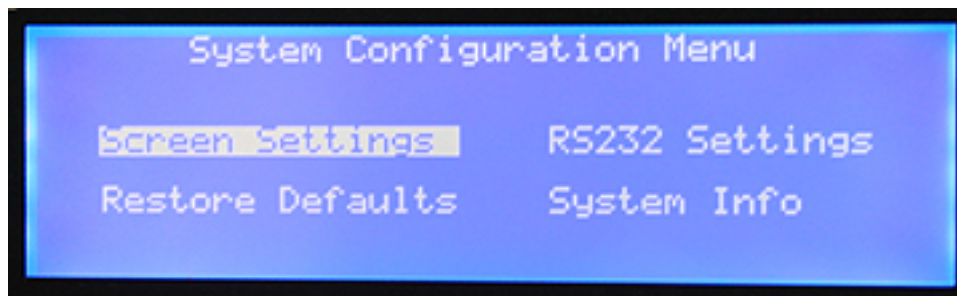 System Configuration Menu
Screen Settings RS232 Settings
Restore Defaults System Info